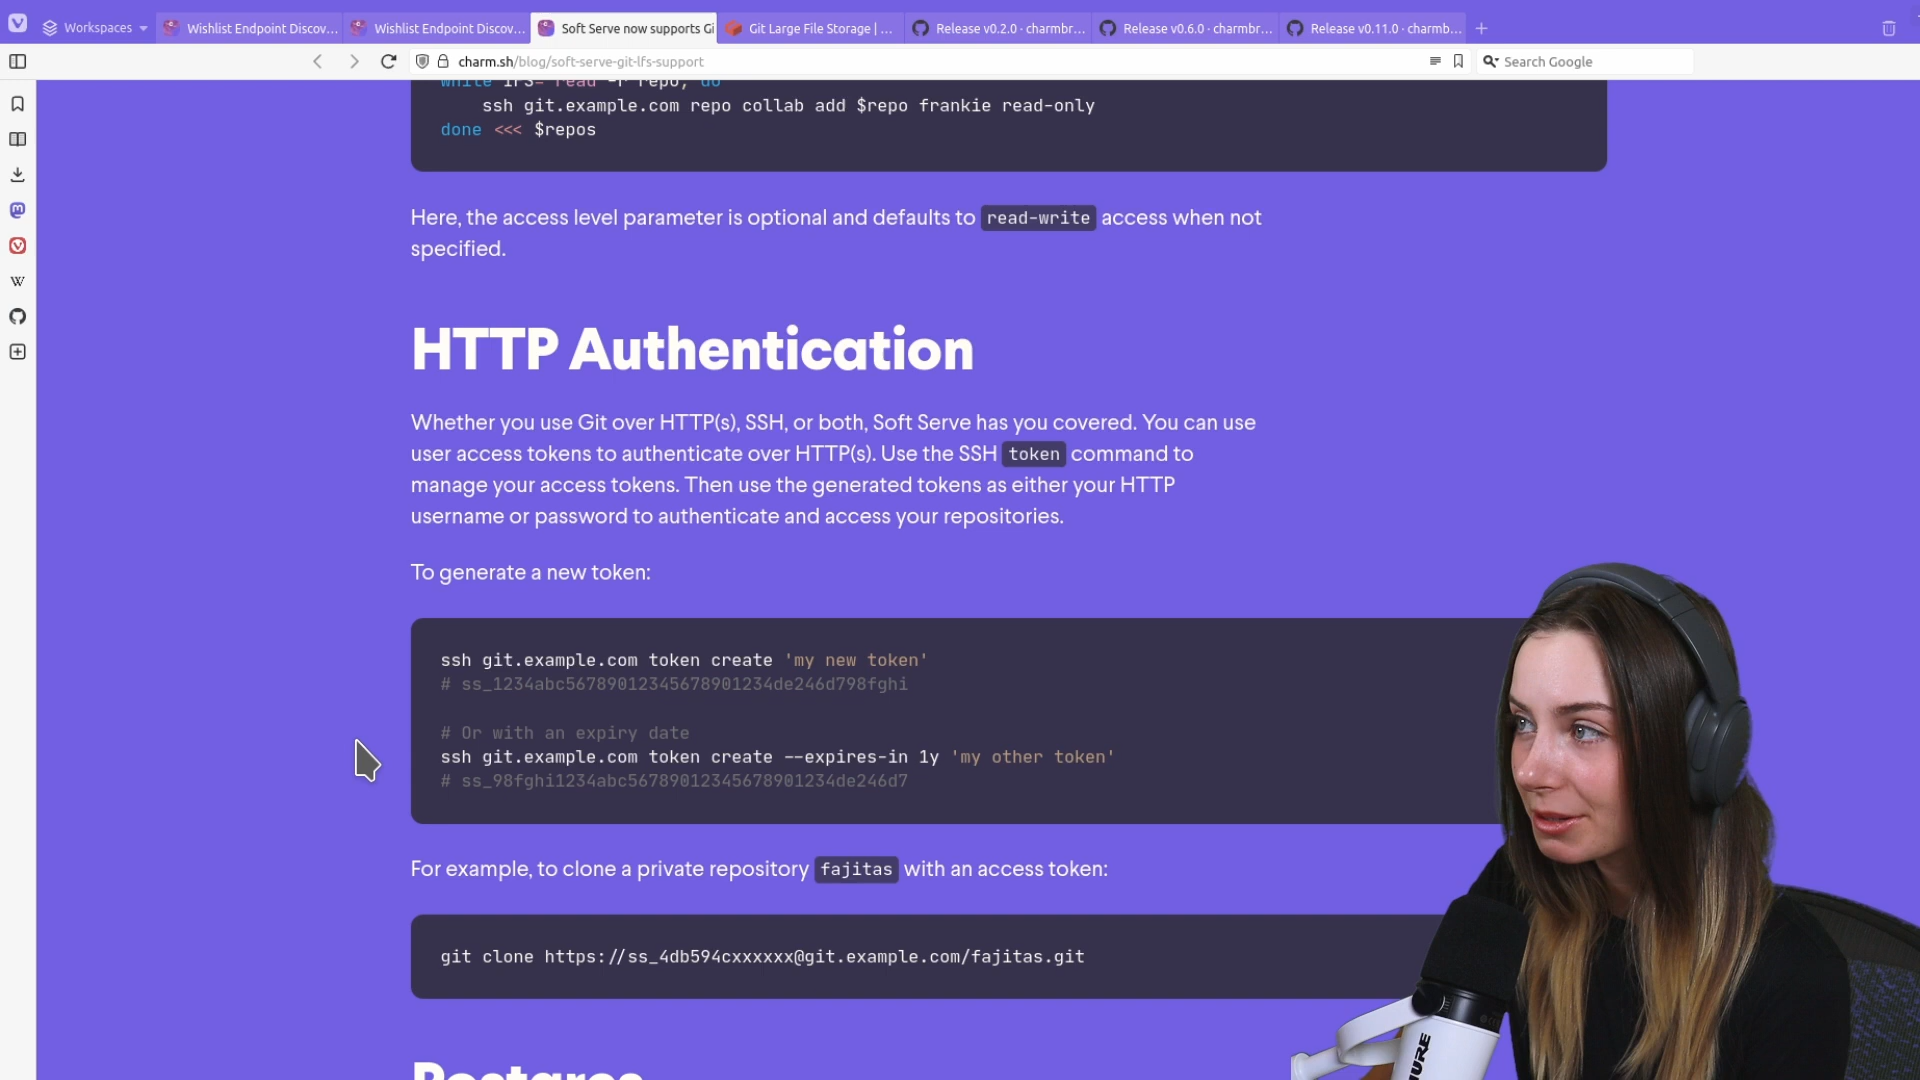 Workspaces
Wishlist Endpoint Discov...
Wishlist Endpoint Discov...
Soft Serve now supports Gi
Git Large File Storage | ...
Release v0.2.0 · charmbr...
Release v0.6.0 · charmbr...
Release v0.11.0 · charmb...
charm.sh/blog/soft-serve-git-lfs-support
Search Google
while IFS= read -r repo; do
ssh git.example.com repo collab add $repo frankie read-only
done <<< $repos
Here, the access level parameter is optional and defaults to read-write access when not
specified.
HTTP Authentication
Whether you use Git over HTTP(s), SSH, or both, Soft Serve has you covered. You can use
user access tokens to authenticate over HTTP(s). Use the SSH token command to
manage your access tokens. Then use the generated tokens as either your HTTP
username or password to authenticate and access your repositories.
To generate a new token:
ssh git.example.com token create 'my new token'
# ss_1234abc56789012345678901234de246d798fghi
# Or with an expiry date
ssh git.example.com token create --expires-in 1y 'my other token'
# ss_98fghi1234abc56789012345678901234de246d7
For example, to clone a private repository fajitas with an access token:
git clone https://ss_4db594cxxxxxx@git.example.com/fajitas.git
Postgres